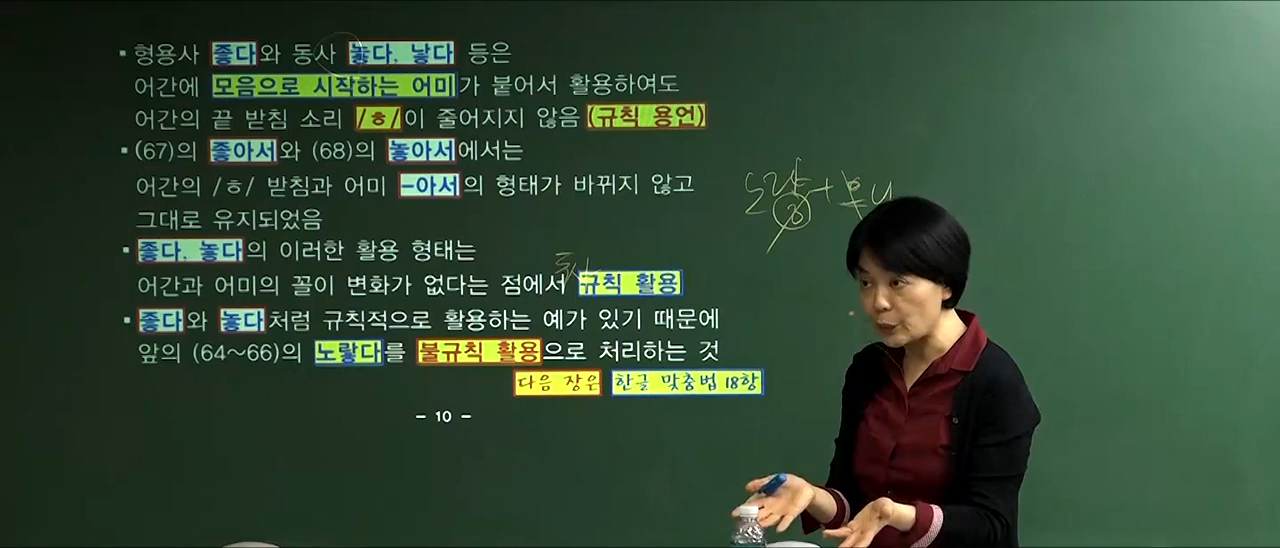 ▪ 형용사 좋다와 동사 놓다, 낳다 등은
어간에 모음으로 시작하는 어미가 붙어서 활용하여도
어간의 끝 받침 소리 /ㅎ/이 줄어지지 않음 (규칙 용언)
▪ (67)의 좋아서와 (68)의 놓아서에서는
어간의 /ㅎ/ 받침과 어미 -아서의 형태가 바뀌지 않고
그대로 유지되었음
▪ 좋다, 놓다의 이러한 활용 형태는
어간과 어미의 꼴이 변화가 없다는 점에서 규칙 활용
▪ 좋다와 놓다처럼 규칙적으로 활용하는 예가 있기 때문에
앞의 (64~66)의 노랗다를 불규칙 활용으로 처리하는 것
다음 장은 한글 맞춤법 18항
- 10 -